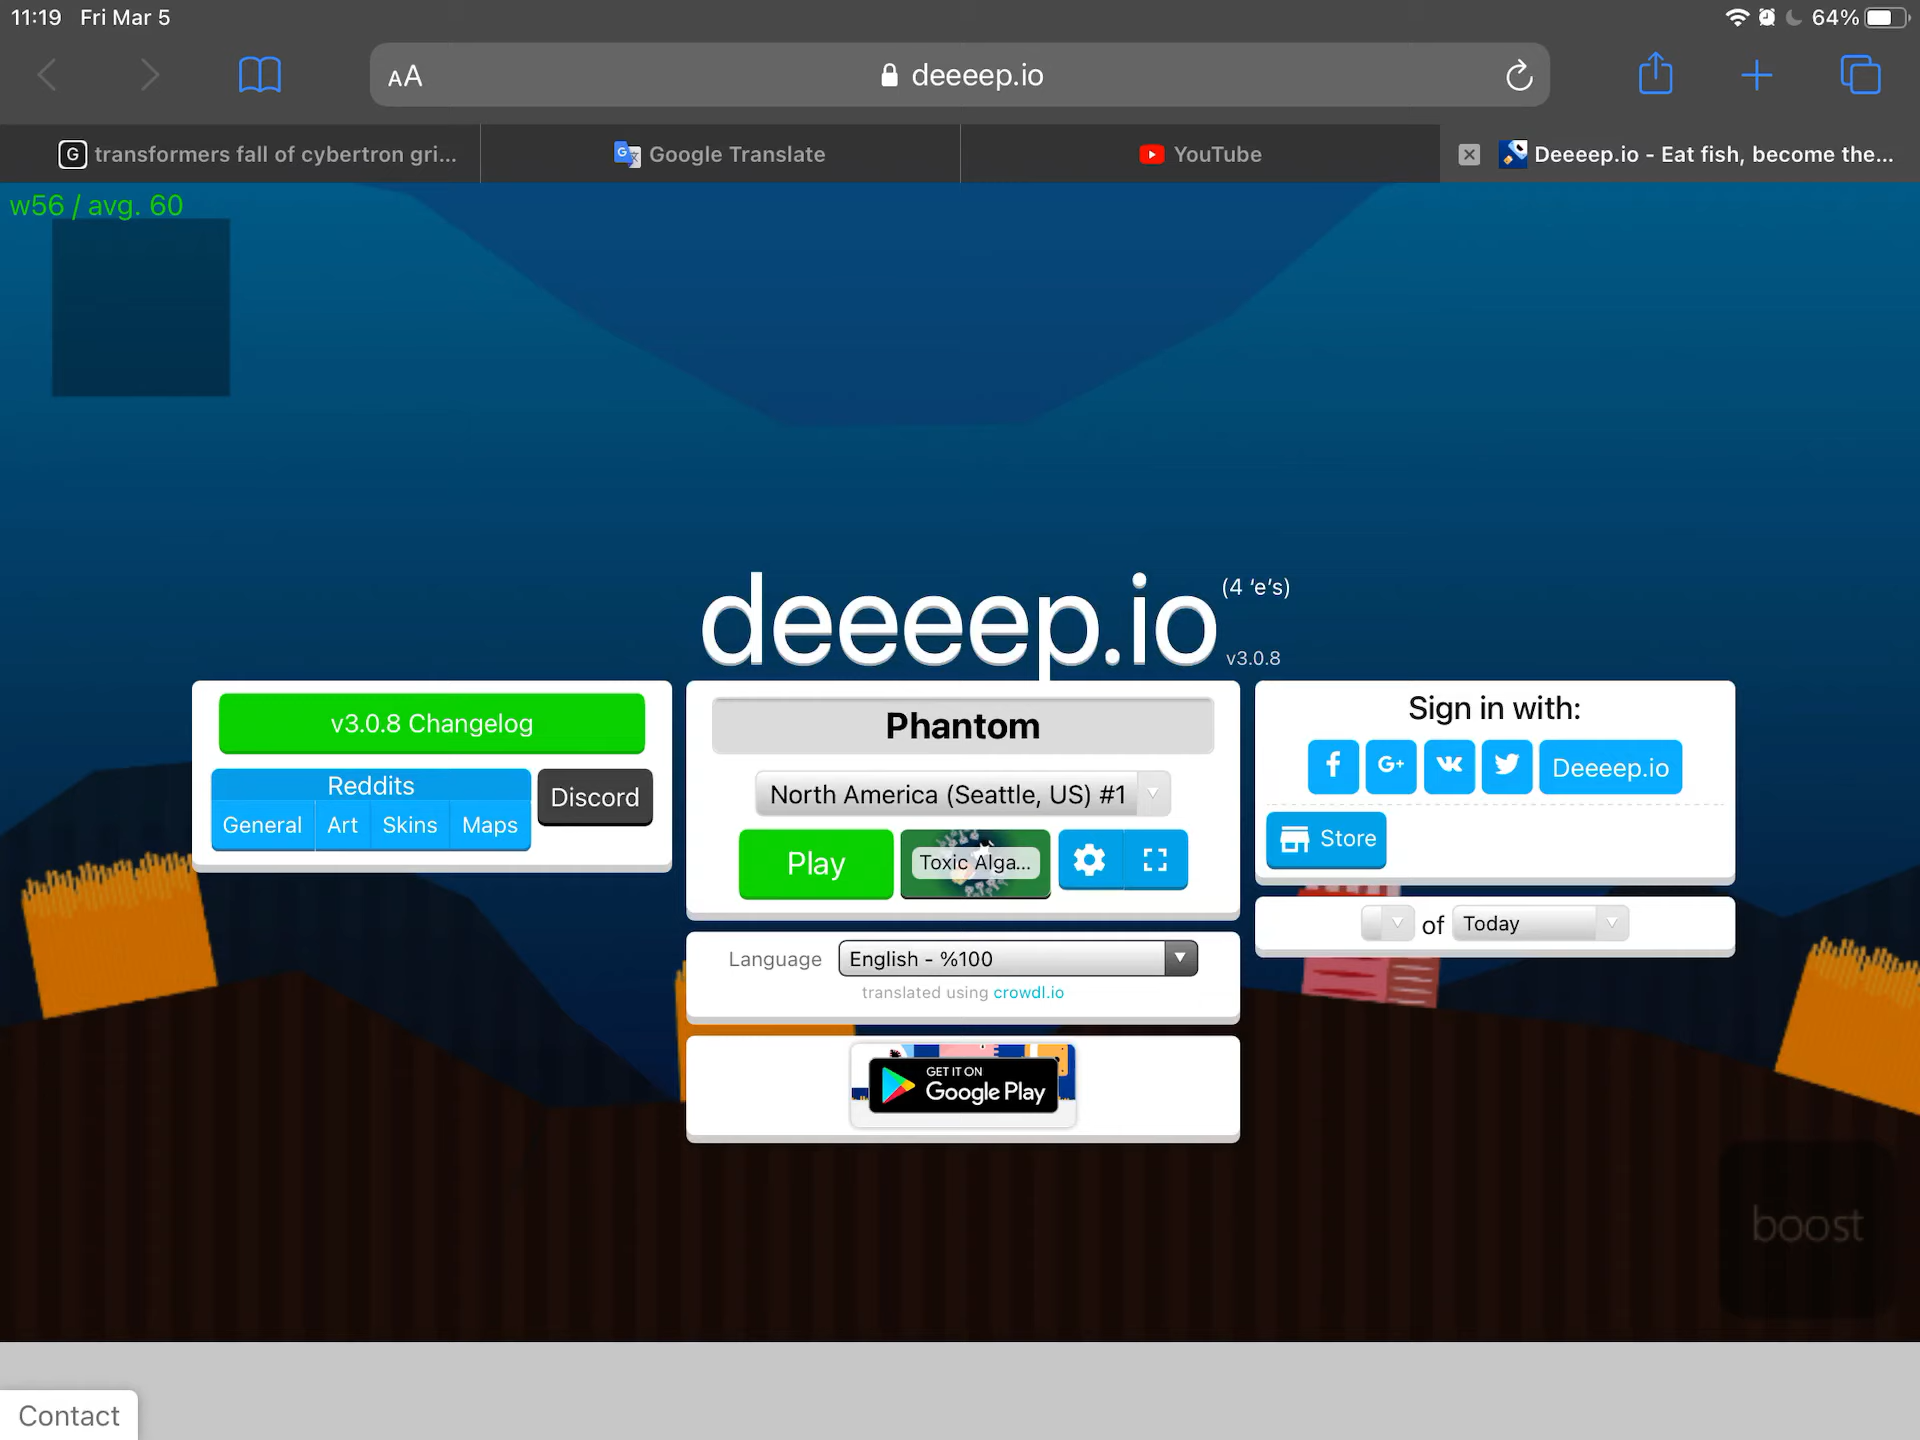 11:19 Fri Mar 5
64%
AA
deeeep.io
transformers fall of cybertron gri...
Google Translate
YouTube
Deeeep.io - Eat fish, become the...
w56 / avg. 60
deeeep.io
(4 ‘e’s)
v3.0.8
v3.0.8 Changelog
Reddits
General Art Skins Maps
Discord
Phantom
North America (Seattle, US) #1
Play
Toxic Alga...
Sign in with:
f G+ VK Deeeep.io
Store
of Today
Language English - %100
translated using crowdl.io
GET IT ON
Google Play
boost
Contact